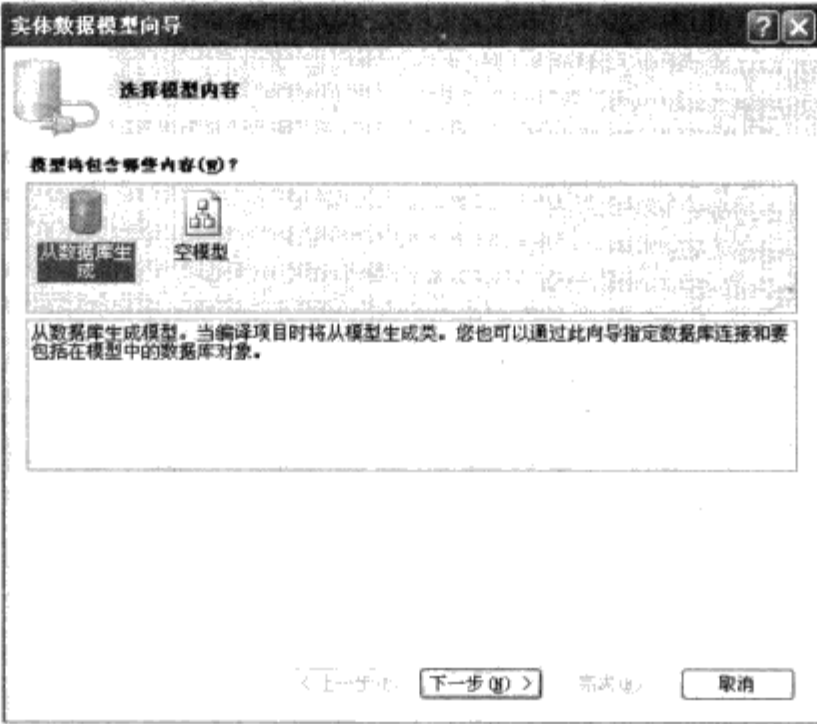 实体数据模型向导
选择模型内容
模型将包含哪些内容(W)?
从数据库生
成
空模型
从数据库生成模型。当编译项目时将从模型生成类。您也可以通过此向导指定数据库连接和要
包括在模型中的数据库对象。
< 上一步(P)
下一步(N) >
完成(F)
取消